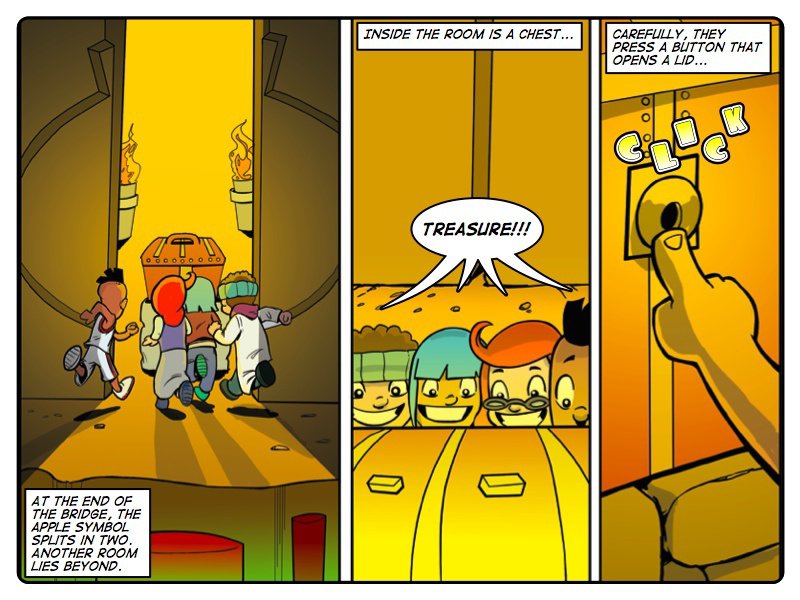 AT THE END OF
THE BRIDGE, THE
APPLE SYMBOL
SPLITS IN TWO.
ANOTHER ROOM
LIES BEYOND.
INSIDE THE ROOM IS A CHEST...
TREASURE!!!
CAREFULLY, THEY
PRESS A BUTTON THAT
OPENS A LID...
CLICK